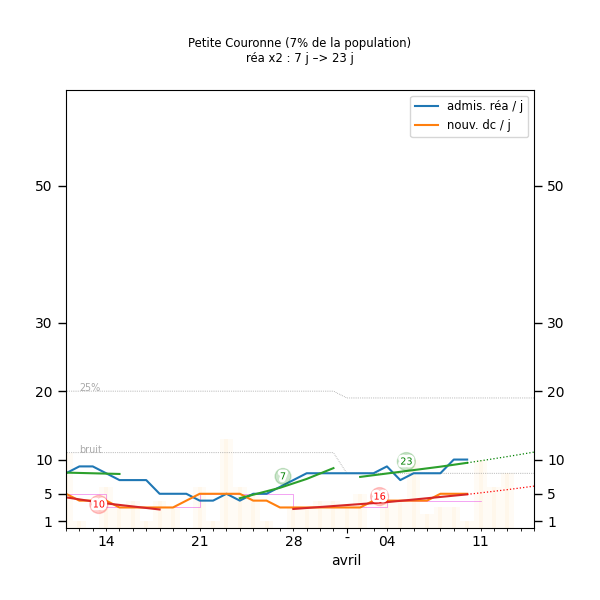 Petite Couronne (7% de la population)
réa x2 : 7 j –> 23 j
admis. réa / j
nouv. dc / j
50 50
30 30
25%
20 20
bruit
10 10
5 5
1 1
7
23
10
16
14 21 28 - 04 11
avril